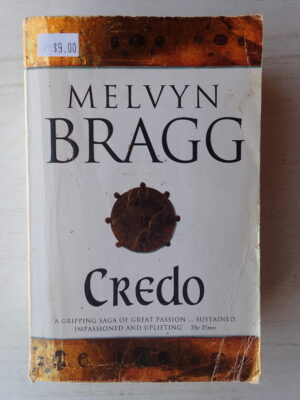 $9.00
MELVYN
BRAGG
CREDO
'A GRIPPING SAGA OF GREAT PASSION ... SUSTAINED,
IMPASSIONED AND UPLIFTING' The Times